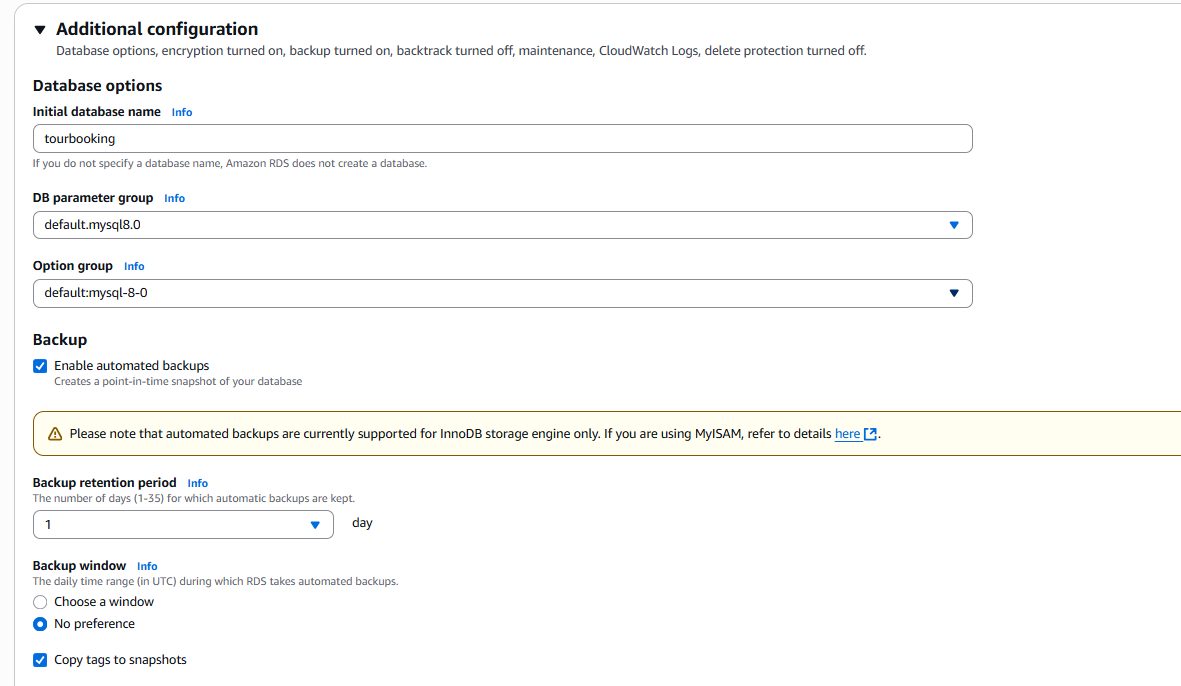 Additional configuration
Database options, encryption turned on, backup turned on, backtrack turned off, maintenance, CloudWatch Logs, delete protection turned off.
Database options
Initial database name Info
tourbooking
If you do not specify a database name, Amazon RDS does not create a database.
DB parameter group Info
default.mysql8.0
Option group Info
default:mysql-8-0
Backup
Enable automated backups
Creates a point-in-time snapshot of your database
Please note that automated backups are currently supported for InnoDB storage engine only. If you are using MyISAM, refer to details here.
Backup retention period Info
The number of days (1-35) for which automatic backups are kept.
1 day
Backup window Info
The daily time range (in UTC) during which RDS takes automated backups.
Choose a window
No preference
Copy tags to snapshots